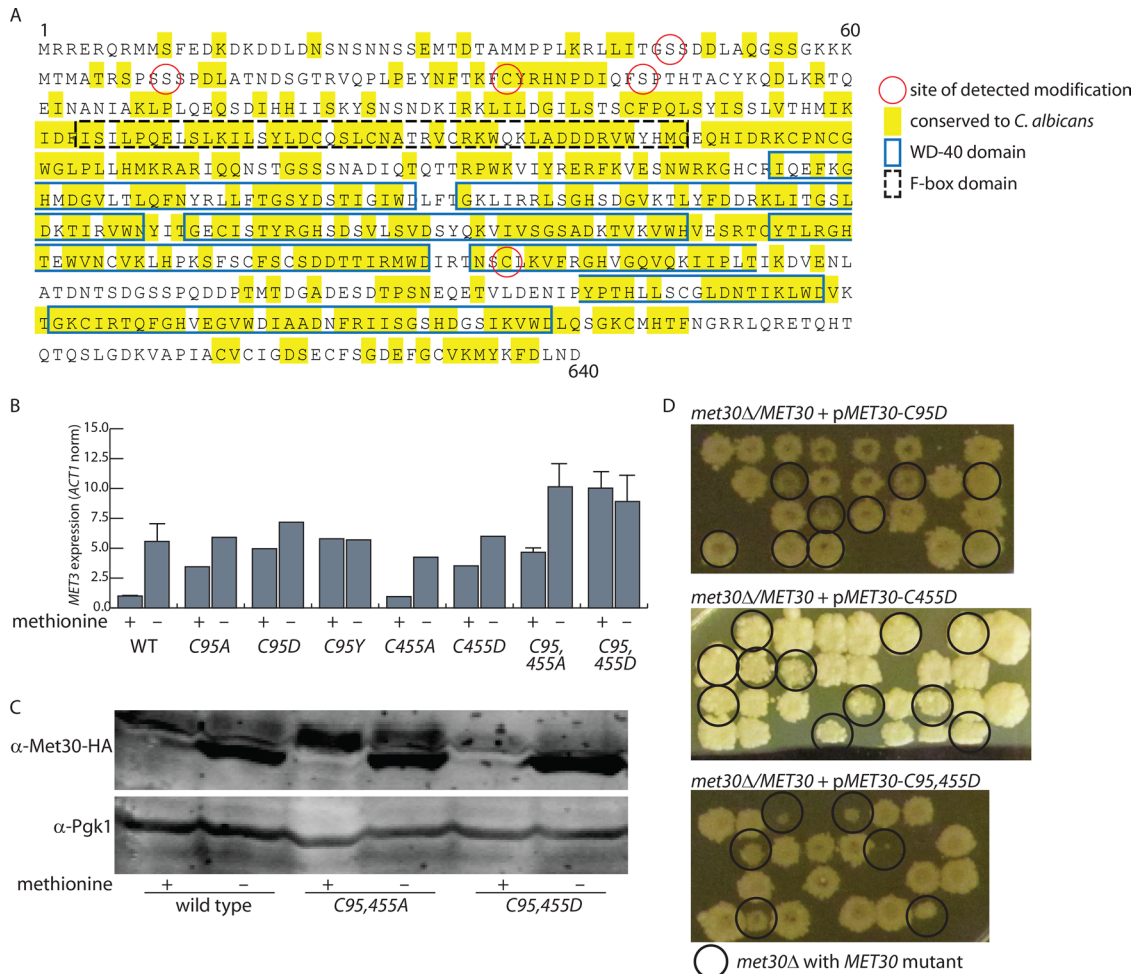 A
1 60
MRRERQRMMSFEDKDKDDLDNSNSNNSSEMTDTAMMPPLKRLLITGSSDDLAQGSSGKKK
MTMATRSPSSSPDLATNDSGTRVQPLPEYNFTKFCYRHNPDIQFSPTHTACYKQDLKRTQ
EINANIAKLPLQEQSDIHHIISKYSNSNDKIRKLILDGILSTSCFPQLSYISSLVTHMIK
IDFISILPQELSLKILSYLDCQSLCNATRVCRKWQKLADDDRVWYHMCEQHIDRKCPNCG
WGLPLLHMKRARIQQNSTGSSSNADIQTQTTRPWKVIYRERFKVESNWRKGHCRIQEFKG
HMDGVLTLQFNYRLLFTGSYDSTIGIWDLFTGKLIRRLSGHSDGVKTLYFDDRKLITGSL
DKTIRVWNYITGECISTYRGHSDSVLSVDSYQKVIVSGSADKTVKVWHVESRTCYTLRGH
TEWVNCVKLHPKSFSCFSCSDDTTIRMWDIRTNSCLKVFRGHVGQVQKIIPLTIKDVENL
ATDNTSDGSSPQDDPTMTDGADESDTPSNEQETVLDENIPYPTHLLSCGLDNTIKLWDVK
TGKCIRTQFGHVEGVWDIAADNFRIISGSHDGSIKVWDLQSGKCMHTFNGRRLQRETQHT
QTQSLGDKVAPIACVCIGDSECFSGDEFGCVKMYKFDLND
640
site of detected modification
conserved to C. albicans
WD-40 domain
F-box domain
B
MET3 expression (ACT1 norm)
15.0
12.5
10.0
7.5
5.0
2.5
0.0
+ − + − + − + − + − + − + − + −
methionine
WT C95A C95D C95Y C455A C455D C95,455A C95,455D
C
α-Met30-HA
α-Pgk1
methionine + − + − + −
wild type C95,455A C95,455D
D
met30Δ/MET30 + pMET30-C95D
met30Δ/MET30 + pMET30-C455D
met30Δ/MET30 + pMET30-C95,455D
met30Δ with MET30 mutant